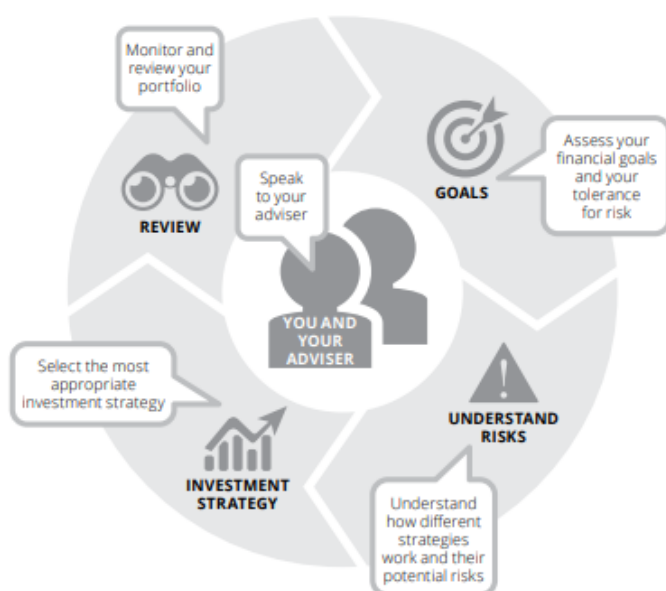 Monitor and
review your
portfolio
REVIEW
Speak
to your
adviser
GOALS
Assess your
financial goals
and your
tolerance
for risk
YOU AND
YOUR
ADVISER
Select the most
appropriate
investment strategy
INVESTMENT
STRATEGY
UNDERSTAND
RISKS
Understand
how different
strategies
work and their
potential risks